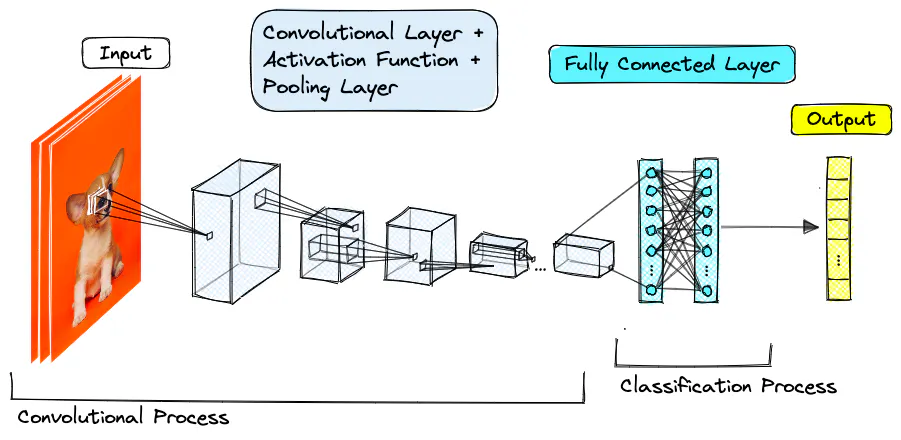 Input
Convolutional Layer +
Activation Function +
Pooling Layer
Fully Connected Layer
Output
...
Classification Process
Convolutional Process